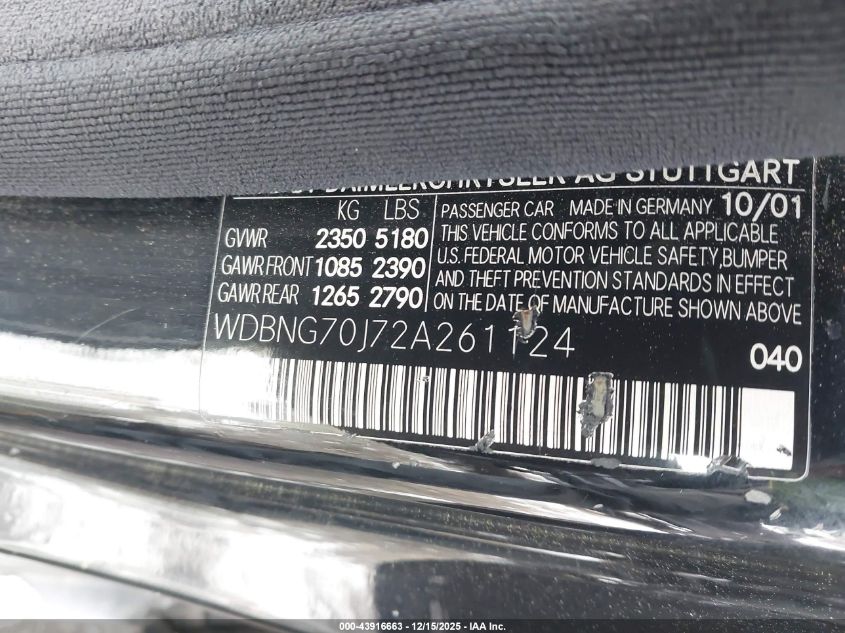 DAIMLERCHRYSLER AG STUTTGART
KG LBS
GVWR 2350 5180
GAWR FRONT 1085 2390
GAWR REAR 1265 2790
PASSENGER CAR MADE IN GERMANY 10/01
THIS VEHICLE CONFORMS TO ALL APPLICABLE
U.S. FEDERAL MOTOR VEHICLE SAFETY, BUMPER
AND THEFT PREVENTION STANDARDS IN EFFECT
ON THE DATE OF MANUFACTURE SHOWN ABOVE
WDBNG70J72A261124
040
000-43916663 - 12/15/2025 - IAA Inc.